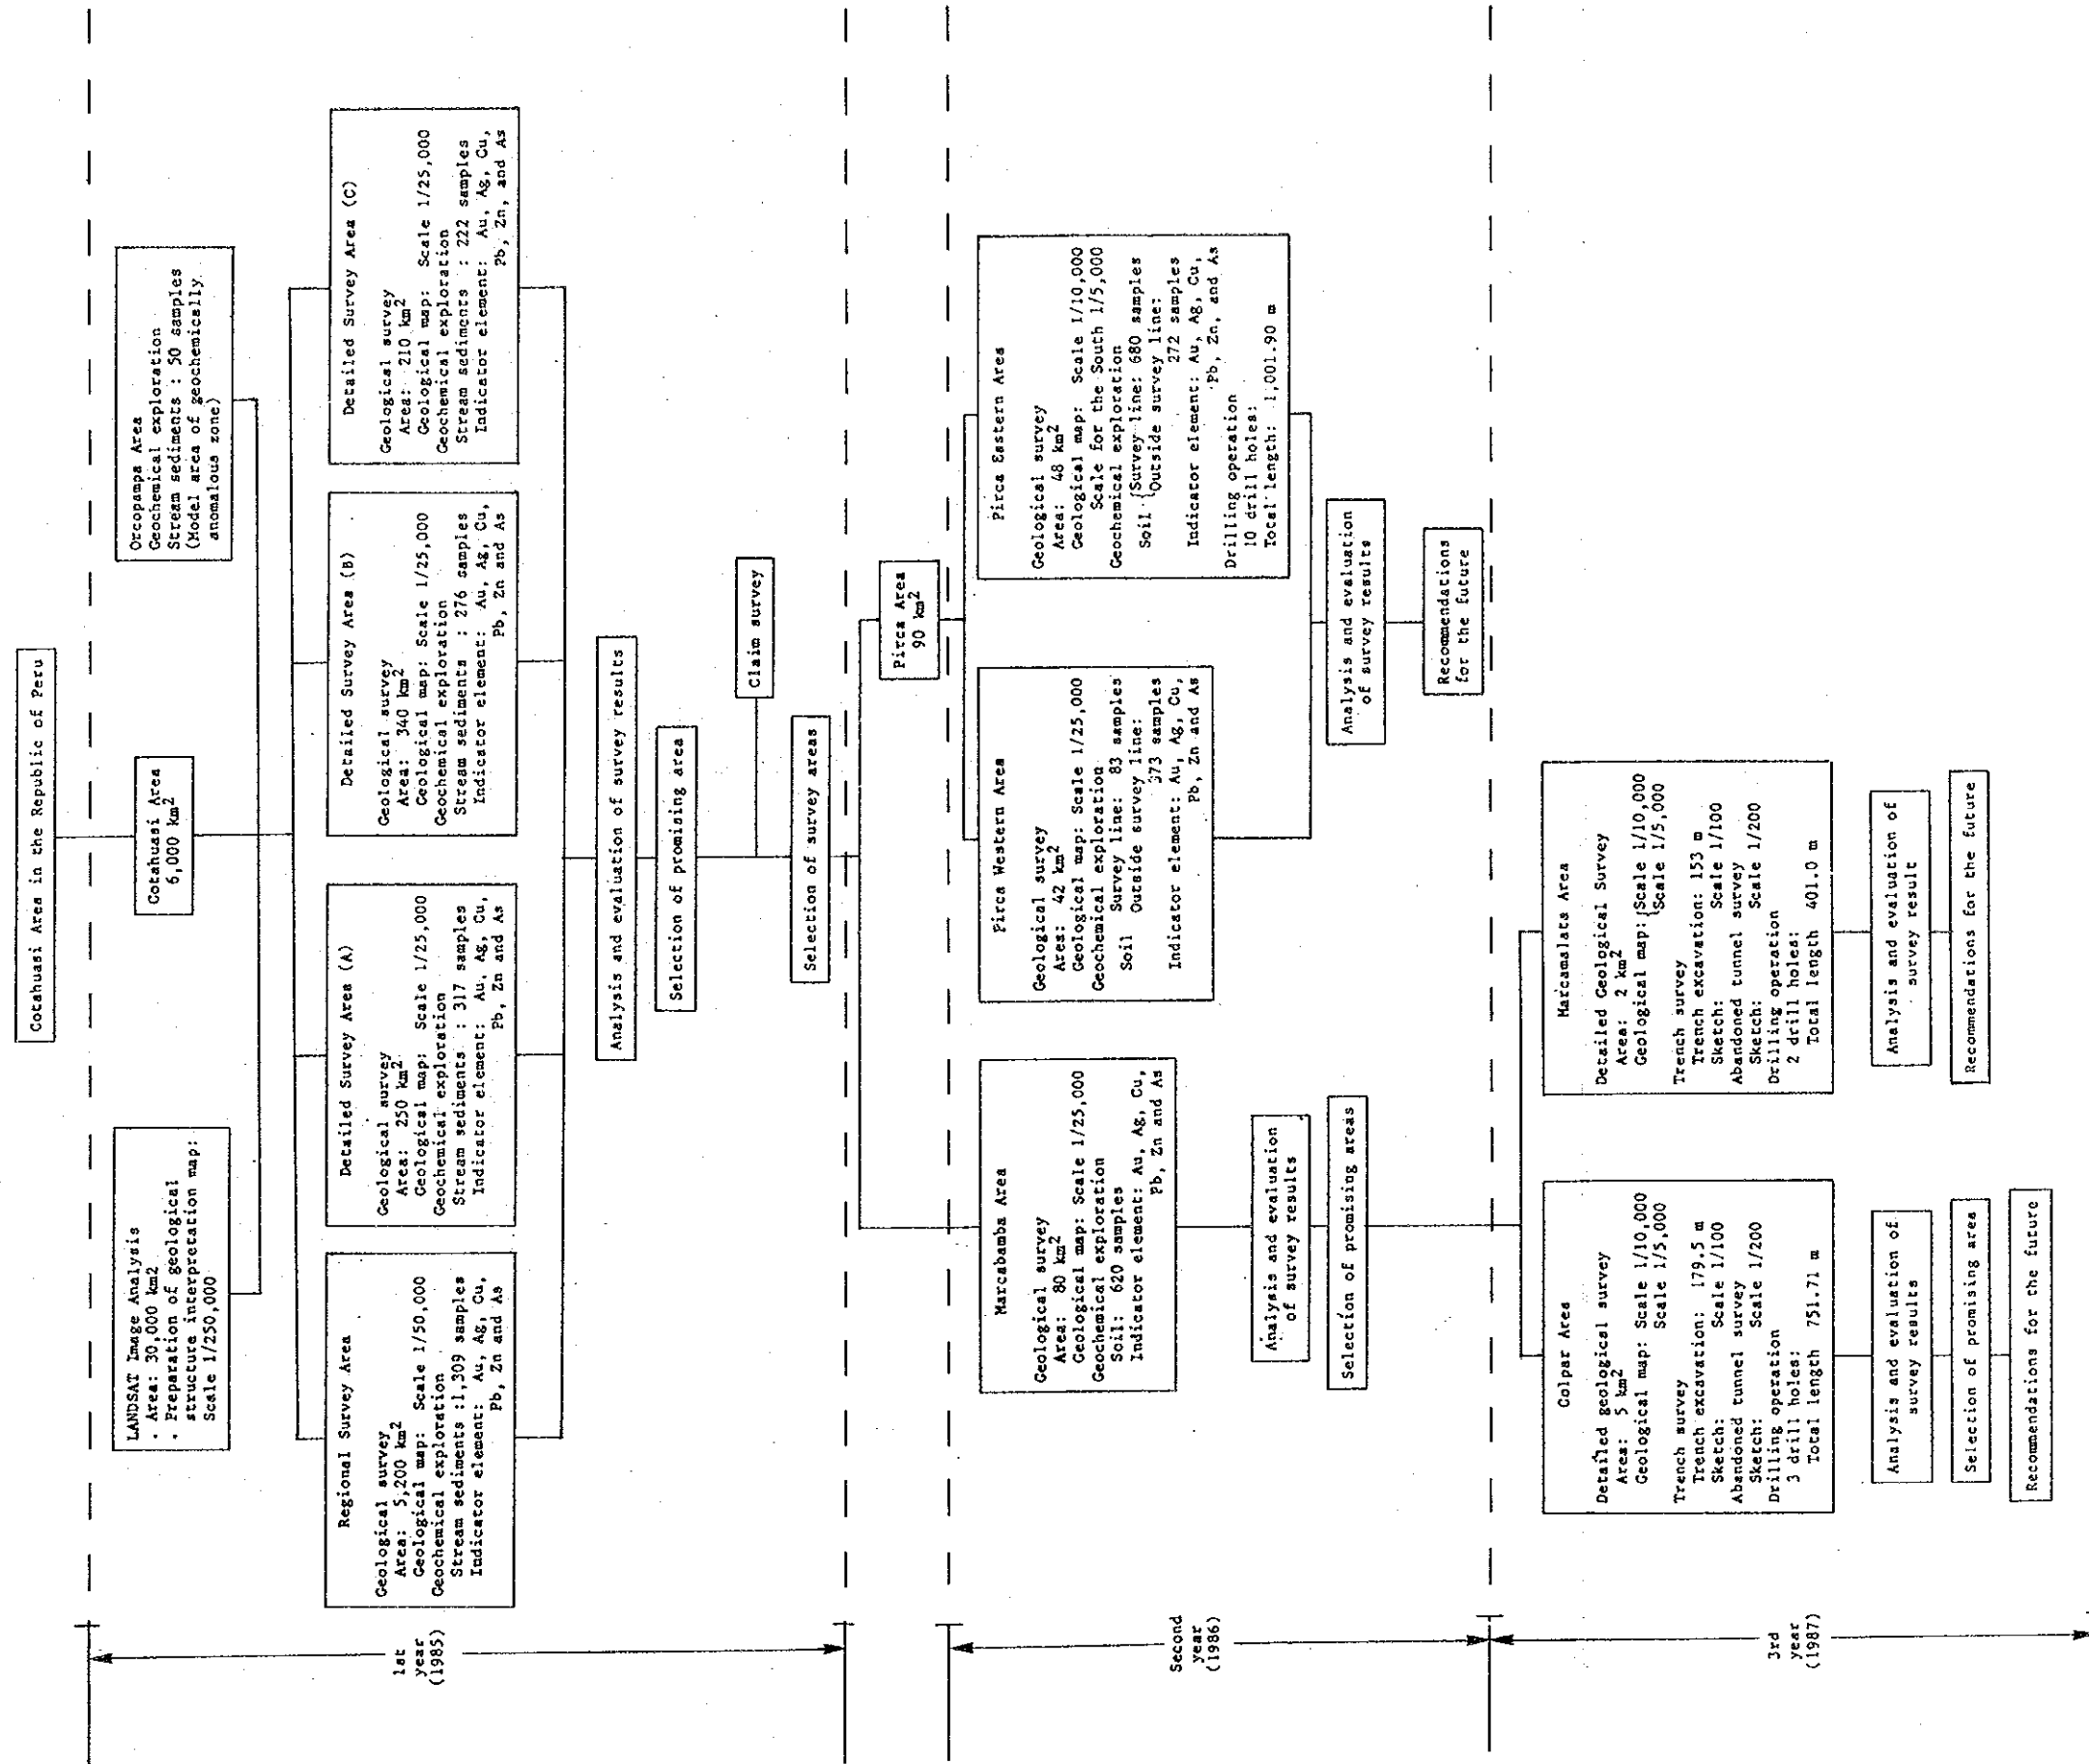 Cotahuasi Area in the Republic of Peru
1st
year
(1985)
LANDSAT Image Analysis
· Area: 30,000 km2
· Preparation of geological
structure interpretation map:
Scale 1/250,000
Cotahuasi Area
6,000 km²
Orcopampa Area
Geochemical exploration
Stream sediments : 50 samples
(Model area of geochemically
anomalous zone)
Regional Survey Area
Geological survey
Area: 5,200 km²
Geological map: Scale 1/50,000
Geochemical exploration
Stream sediments :1,309 samples
Indicator element: Au, Ag, Cu,
Pb, Zn and As
Detailed Survey Area (A)
Geological survey
Area: 250 km²
Geological map: Scale 1/25,000
Geochemical exploration
Stream sediments : 317 samples
Indicator element: Au, Ag, Cu,
Pb, Zn and As
Detailed Survey Area (B)
Geological survey
Area: 340 km²
Geological map: Scale 1/25,000
Geochemical exploration
Stream sediments : 276 samples
Indicator element: Au, Ag, Cu,
Pb, Zn and As
Detailed Survey Area (C)
Geological survey
Area: 210 km²
Geological map: Scale 1/25,000
Geochemical exploration
Stream sediments : 222 samples
Indicator element: Au, Ag, Cu,
Pb, Zn, and As
Analysis and evaluation of survey results
Selection of promising area
Claim survey
Selection of survey areas
Second
year
(1986)
Pirca Area
90 km²
Marcabamba Area
Geological survey
Area: 80 km²
Geological map: Scale 1/25,000
Geochemical exploration
Soil: 620 samples
Indicator element: Au, Ag, Cu,
Pb, Zn and As
Pirca Western Area
Geological survey
Area: 42 km²
Geological map: Scale 1/25,000
Geochemical exploration
Survey line: 83 samples
Soil Outside survey line:
373 samples
Indicator element: Au, Ag, Cu,
Pb, Zn and As
Pirca Eastern Area
Geological survey
Area: 48 km²
Geological map: Scale 1/10,000
Scale for the South 1/5,000
Geochemical exploration
Soil {Survey line: 680 samples
Outside survey line:
272 samples
Indicator element: Au, Ag, Cu,
Pb, Zn, and As
Drilling operation
10 drill holes:
Total length: 1,001.90 m
Analysis and evaluation
of survey results
Selection of promising areas
Analysis and evaluation
of survey results
Recommendations
for the future
3rd
year
(1987)
Colpar Area
Detailed geological survey
Area: 5 km²
Geological map: Scale 1/10,000
Scale 1/5,000
Trench survey
Trench excavation: 179.5 m
Sketch: Scale 1/100
Abandoned tunnel survey
Sketch: Scale 1/200
Drilling operation
3 drill holes:
Total length 751.71 m
Marcamalata Area
Detailed Geological Survey
Area: 2 km²
Geological map:{Scale 1/10,000
Scale 1/5,000
Trench survey
Trench excavation: 153 m
Sketch: Scale 1/100
Abandoned tunnel survey
Sketch: Scale 1/200
Drilling operation
2 drill holes:
Total length 401.0 m
Analysis and evaluation of
survey results
Selection of promising area
Recommendations for the future
Analysis and evaluation of
survey result
Recommendations for the future